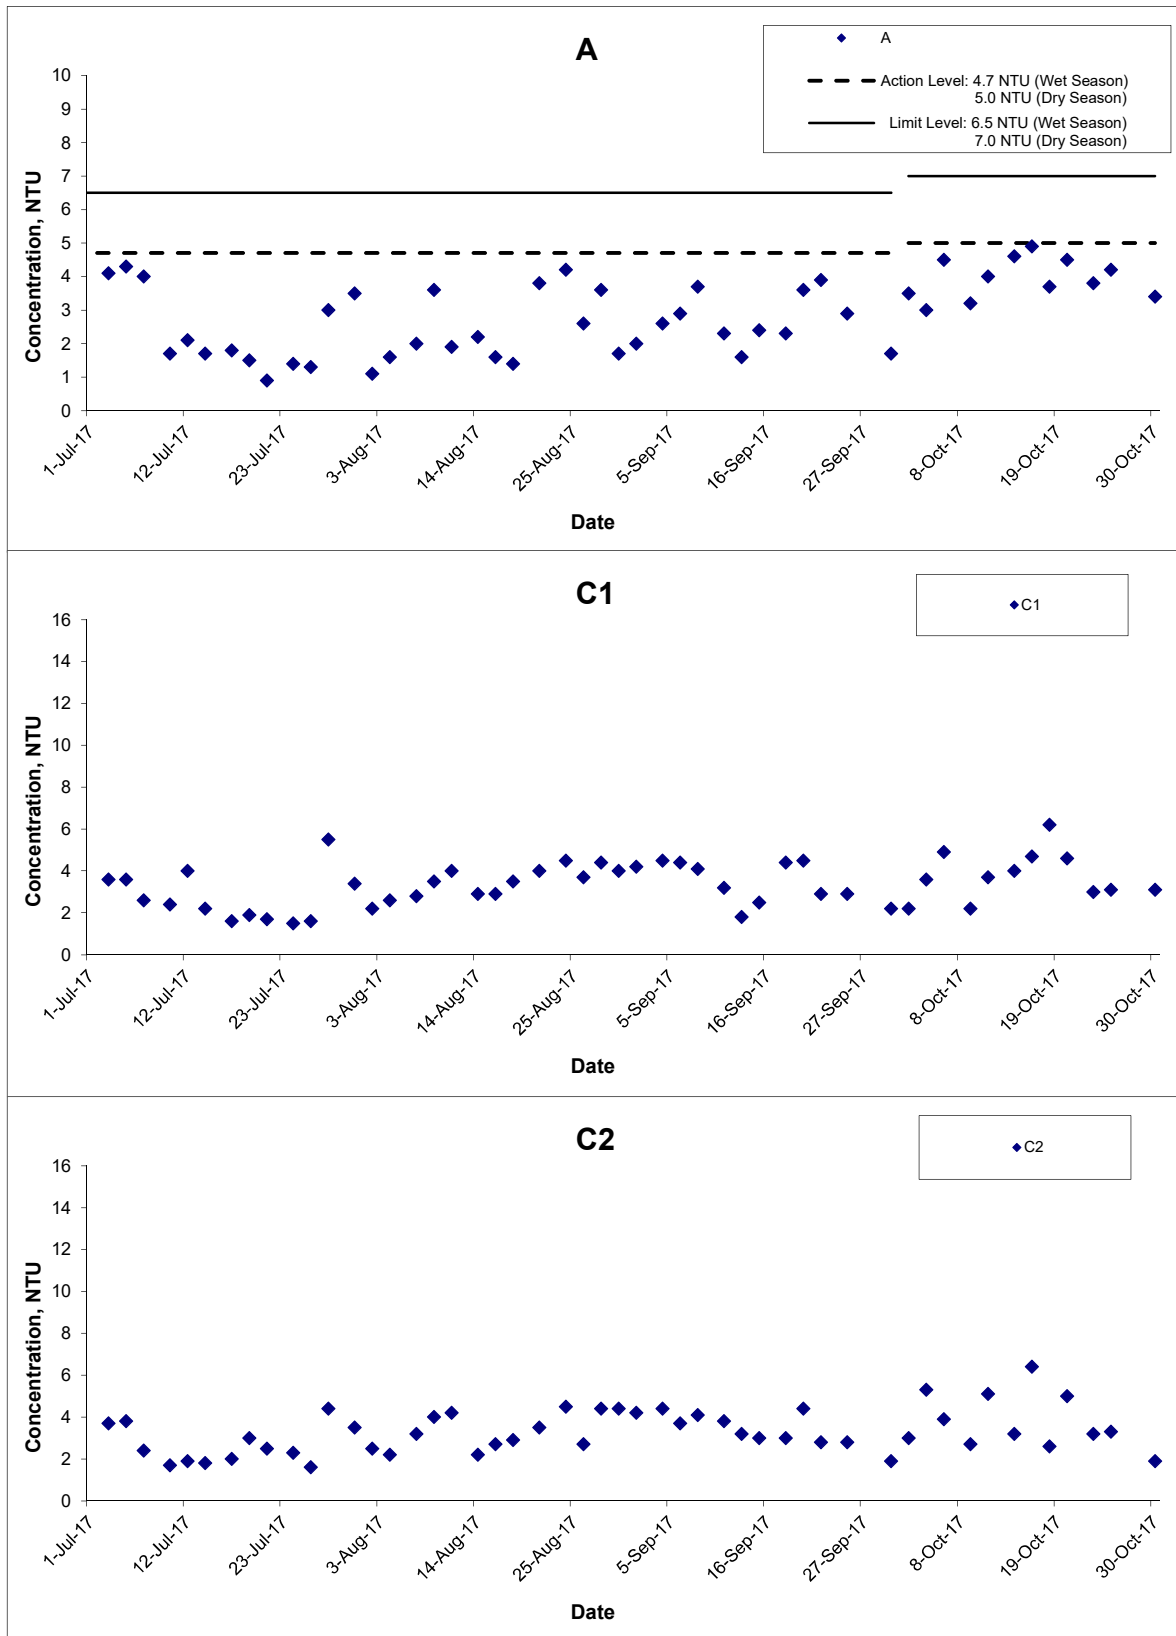 A
A
Action Level: 4.7 NTU (Wet Season)
5.0 NTU (Dry Season)
Limit Level: 6.5 NTU (Wet Season)
7.0 NTU (Dry Season)
Concentration, NTU
10
9
8
7
6
5
4
3
2
1
0
1-Jul-17
12-Jul-17
23-Jul-17
3-Aug-17
14-Aug-17
25-Aug-17
5-Sep-17
16-Sep-17
27-Sep-17
8-Oct-17
19-Oct-17
30-Oct-17
Date
C1
C1
Concentration, NTU
16
14
12
10
8
6
4
2
0
1-Jul-17
12-Jul-17
23-Jul-17
3-Aug-17
14-Aug-17
25-Aug-17
5-Sep-17
16-Sep-17
27-Sep-17
8-Oct-17
19-Oct-17
30-Oct-17
Date
C2
C2
Concentration, NTU
16
14
12
10
8
6
4
2
0
1-Jul-17
12-Jul-17
23-Jul-17
3-Aug-17
14-Aug-17
25-Aug-17
5-Sep-17
16-Sep-17
27-Sep-17
8-Oct-17
19-Oct-17
30-Oct-17
Date